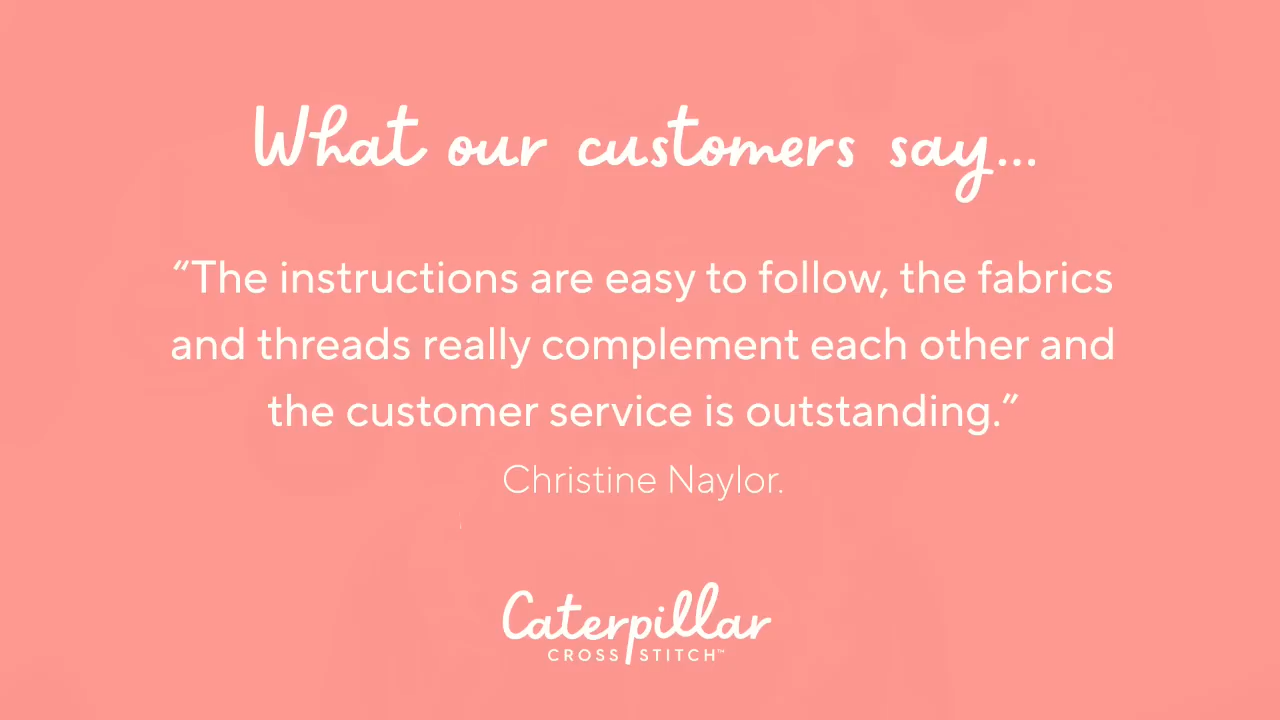 What our customers say...
“The instructions are easy to follow, the fabrics
and threads really complement each other and
the customer service is outstanding.”
Christine Naylor.
Caterpillar
CROSS STITCH™